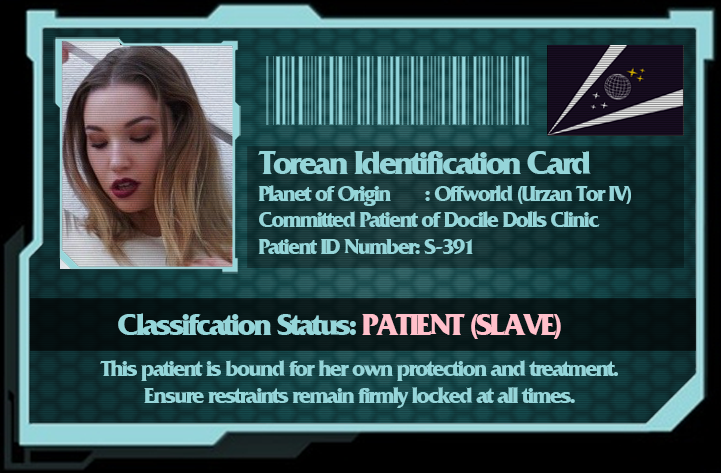 Torean Identification Card
Planet of Origin : Offworld (Urzan Tor IV)
Committed Patient of Docile Dolls Clinic
Patient ID Number: S-391
Classifcation Status: PATIENT (SLAVE)
This patient is bound for her own protection and treatment.
Ensure restraints remain firmly locked at all times.